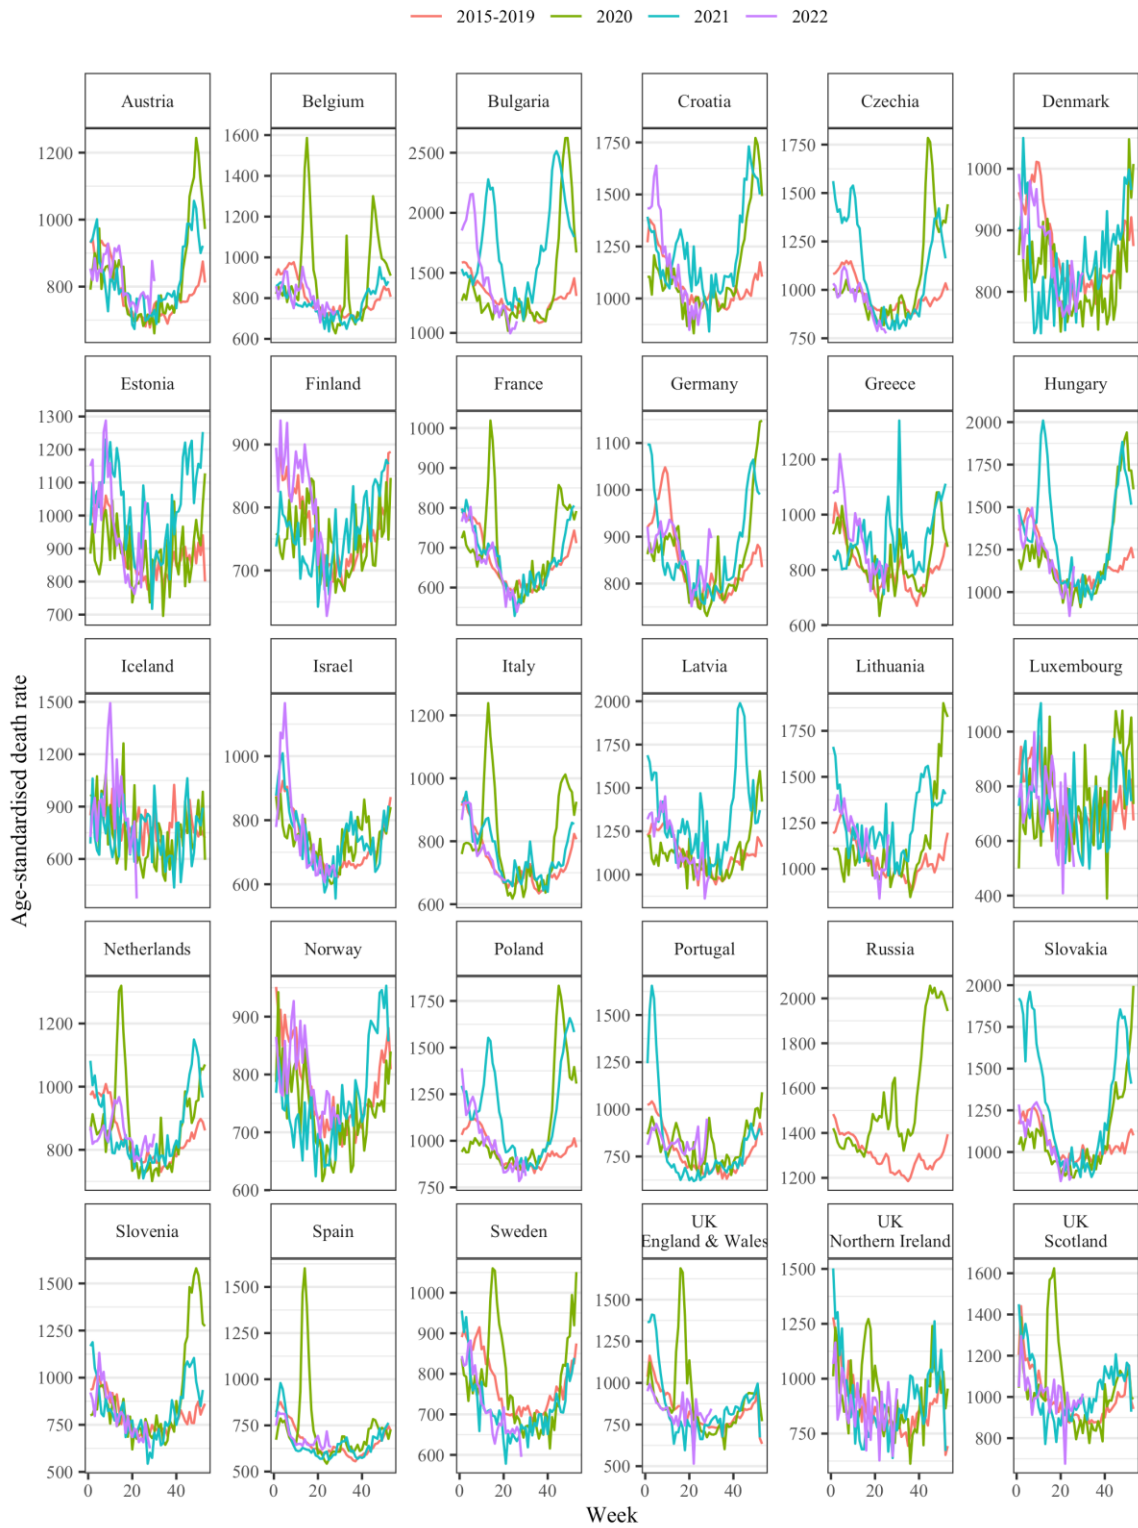 2015-2019 2020 2021 2022
Austria Belgium Bulgaria Croatia Czechia Denmark
1200 1000 800
1600 1400 1200 1000 800 600
2500 2000 1500 1000
1750 1500 1250 1000
1750 1500 1250 1000 750
1000 900 800
Estonia Finland France Germany Greece Hungary
1300 1200 1100 1000 900 800 700
900 800 700
1000 900 800 700 600
1100 1000 900 800
1200 1000 800 600
2000 1750 1500 1250 1000
Age-standardised death rate
Iceland Israel Italy Latvia Lithuania Luxembourg
1500 1200 900 600
1000 800 600
1200 1000 800 600
2000 1750 1500 1250 1000
1750 1500 1250 1000
1000 800 600 400
Netherlands Norway Poland Portugal Russia Slovakia
1200 1000 800
900 800 700 600
1750 1500 1250 1000 750
1500 1250 1000 750
2000 1800 1600 1400 1200
2000 1750 1500 1250 1000
Slovenia Spain Sweden UK England & Wales UK Northern Ireland UK Scotland
1500 1250 1000 750 500
1500 1250 1000 750 500
1000 900 800 700 600
1500 1250 1000 750 500
1500 1250 1000 750
1600 1400 1200 1000 800
0 20 40 0 20 40 0 20 40 0 20 40 0 20 40 0 20 40
Week